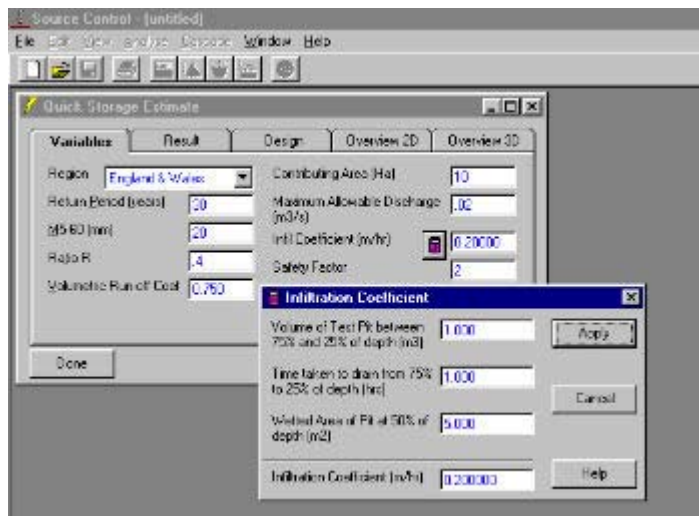 Source Control - [untitled]
File Edit View Analyse Cascade Window Help
Quick Storage Estimate
Variables Result Design Overview 2D Overview 3D
Region England & Wales
Return Period (years) 30
M5-60 (mm) 20
Ratio R .4
Volumetric Run-off Coef 0.750
Contributing Area (Ha) 10
Maximum Allowable Discharge
(m3/s) .02
Infil Coefficient (m/hr) 0.20000
Safety Factor 2
Done
Infiltration Coefficient
Volume of Test Pit between
75% and 25% of depth (m3) 1.000
Time taken to drain from 75%
to 25% of depth (hrs) 1.000
Wetted Area of Pit at 50% of
depth (m2) 5.000
Infiltration Coefficient (m/hr) 0.200000
Apply
Cancel
Help